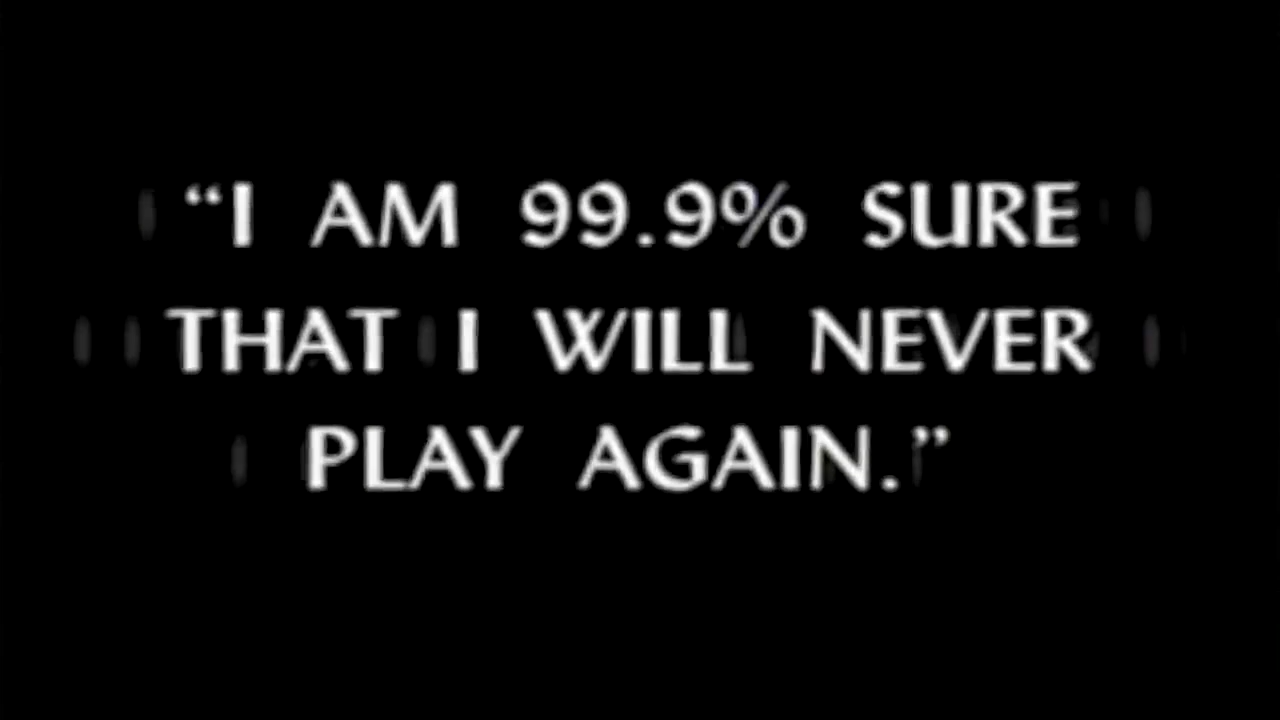 “I AM 99.9% SURE
THAT I WILL NEVER
PLAY AGAIN.”